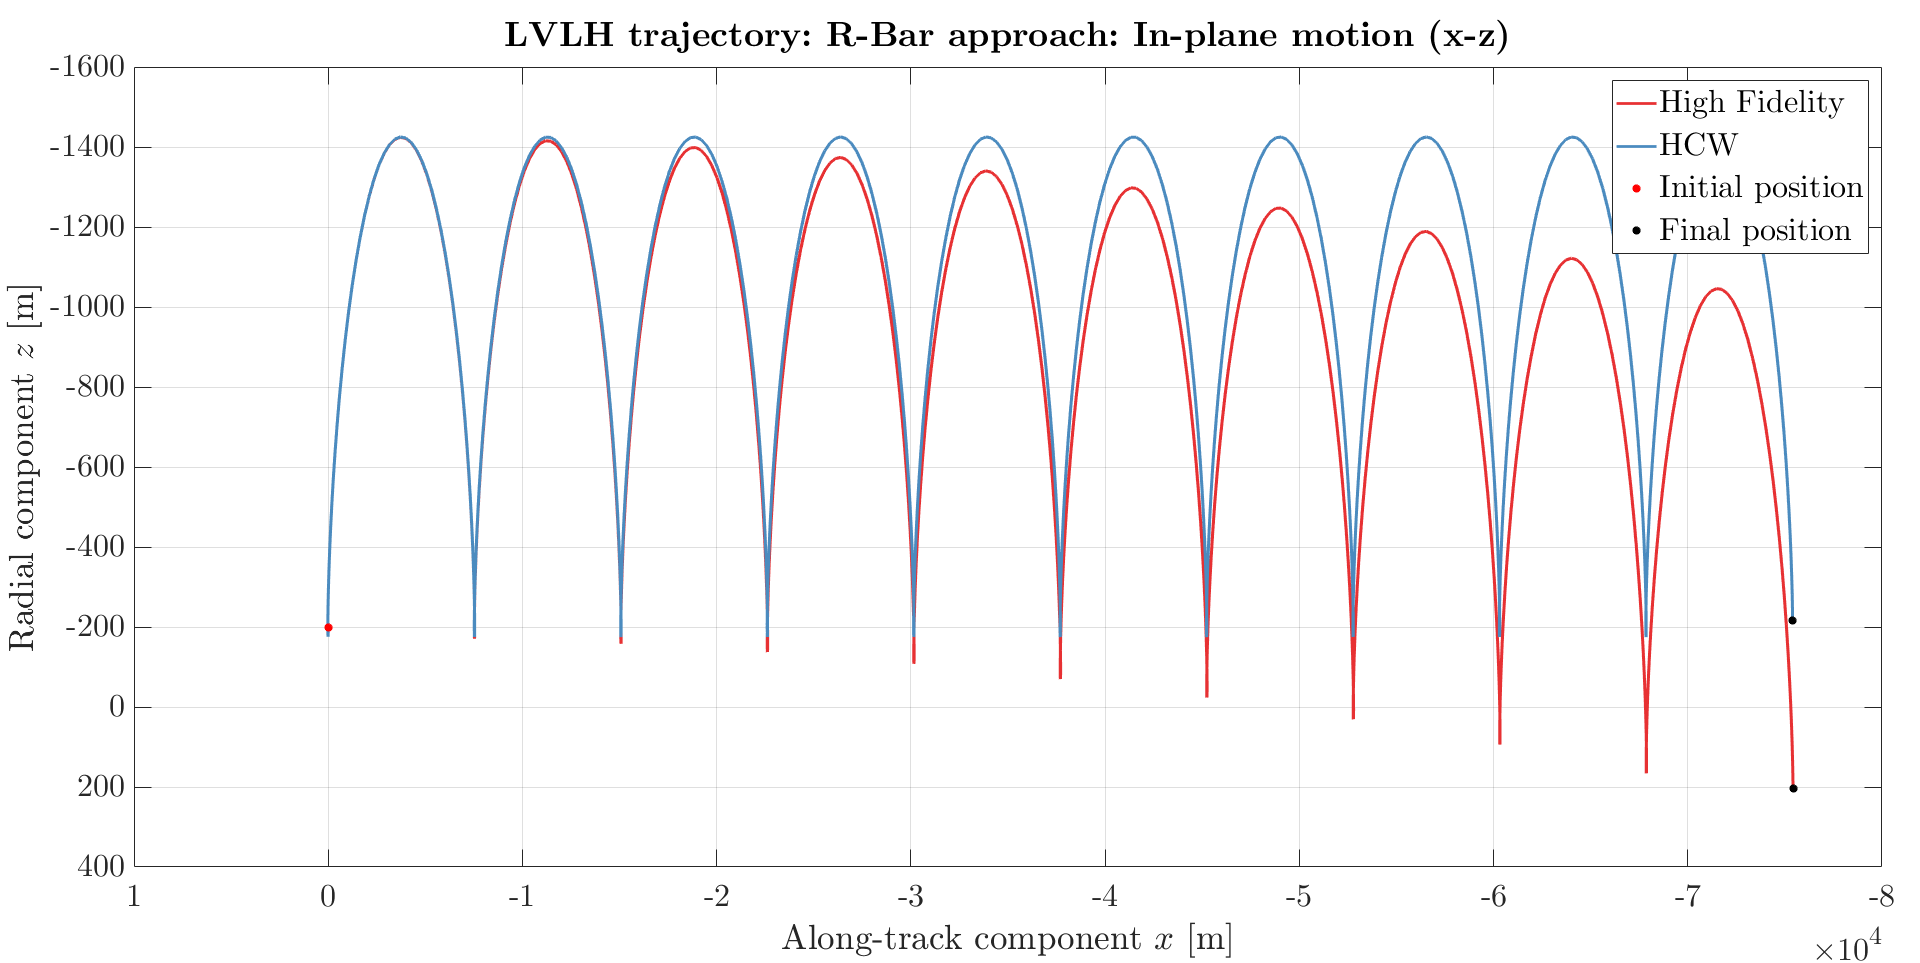 LVLH trajectory: R-Bar approach: In-plane motion (x-z)
-1600
-1400
-1200
-1000
-800
-600
-400
-200
0
200
400
Radial component z [m]
High Fidelity
HCW
Initial position
Final position
1 0 -1 -2 -3 -4 -5 -6 -7 -8
Along-track component x [m]
×10⁴